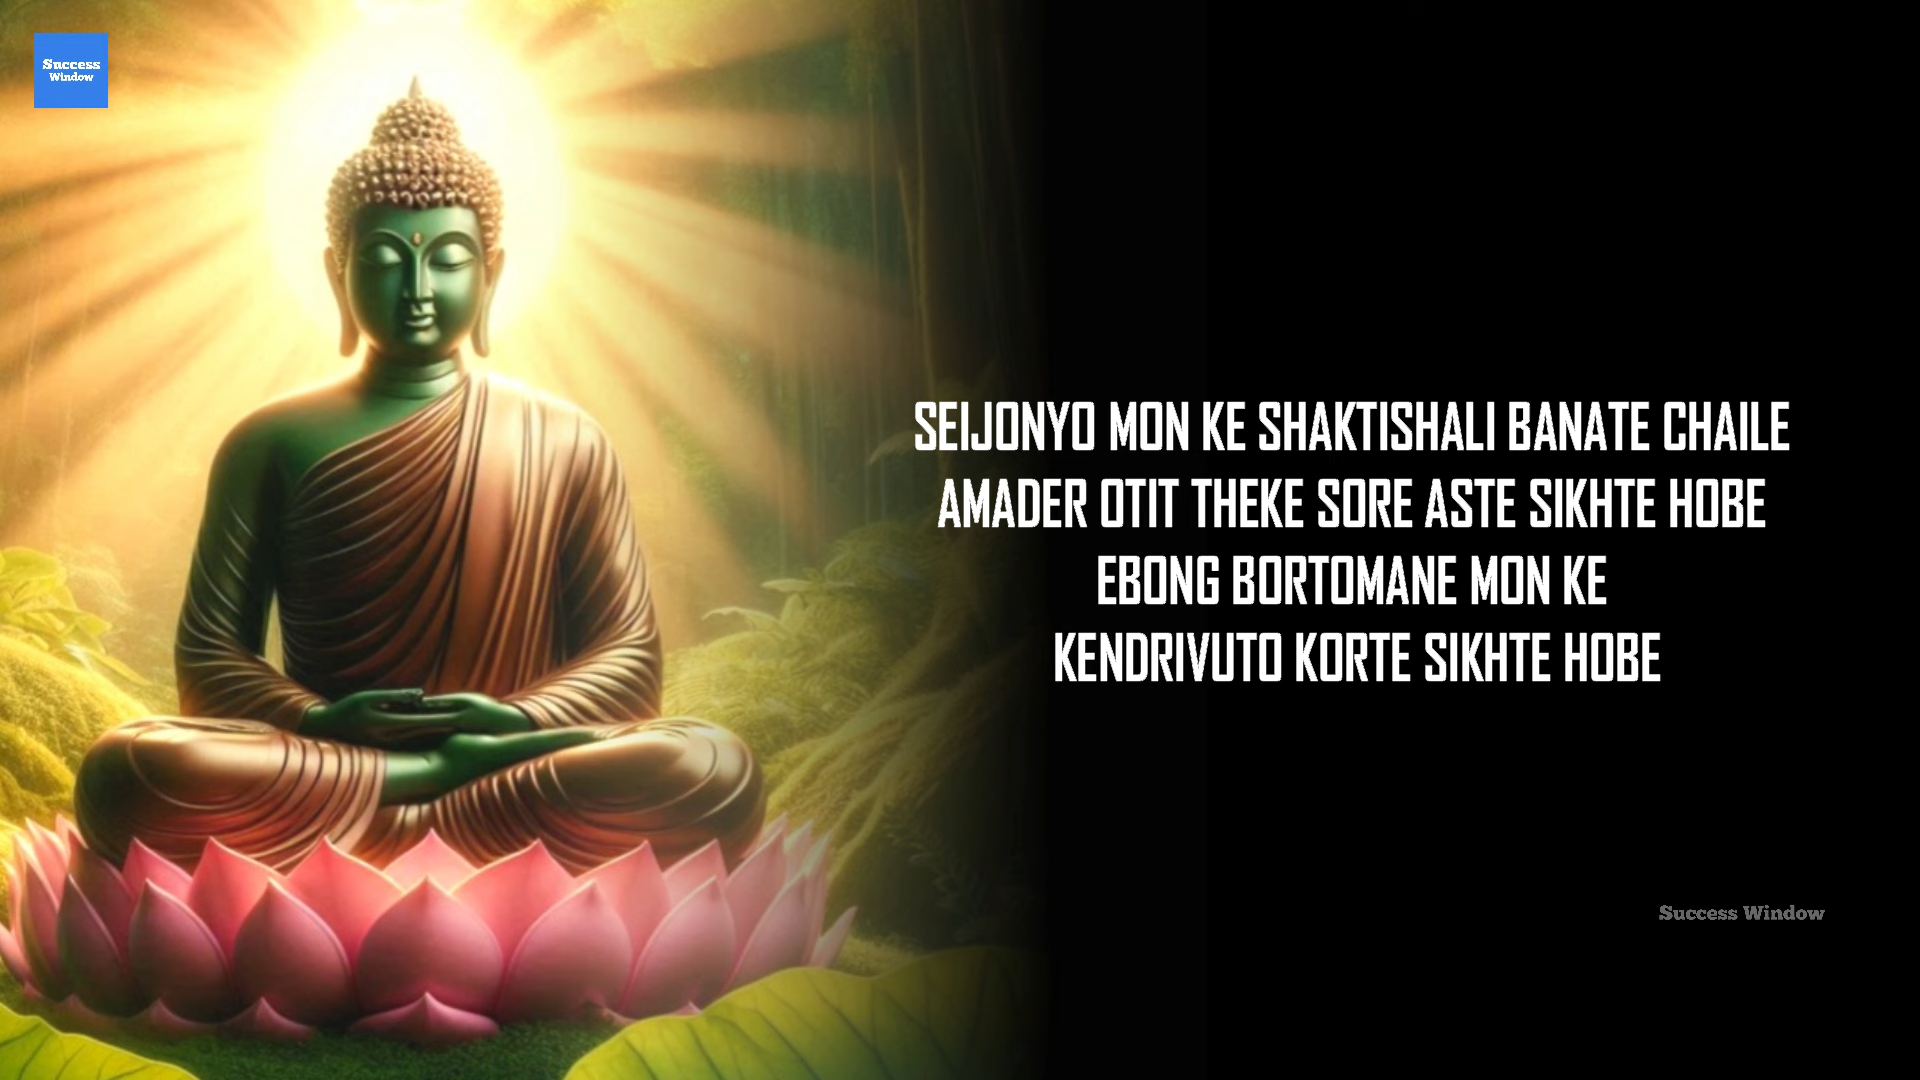 Success
Window
SEIJONYO MON KE SHAKTISHALI BANATE CHAILE
AMADER OTIT THEKE SORE ASTE SIKHTE HOBE
EBONG BORTOMANE MON KE
KENDRIVUTO KORTE SIKHTE HOBE
Success Window